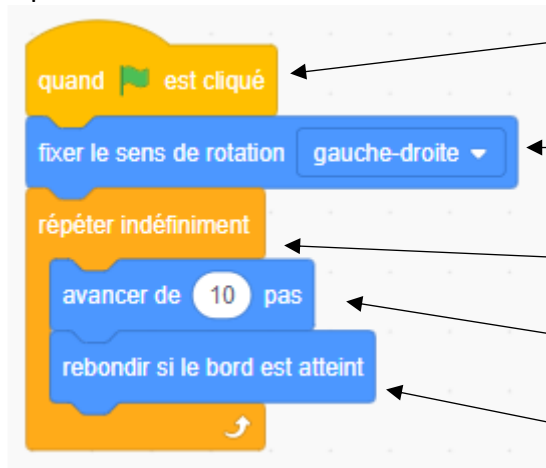 quand est cliqué
fixer le sens de rotation gauche-droite
répéter indéfiniment
avancer de 10 pas
rebondir si le bord est atteint